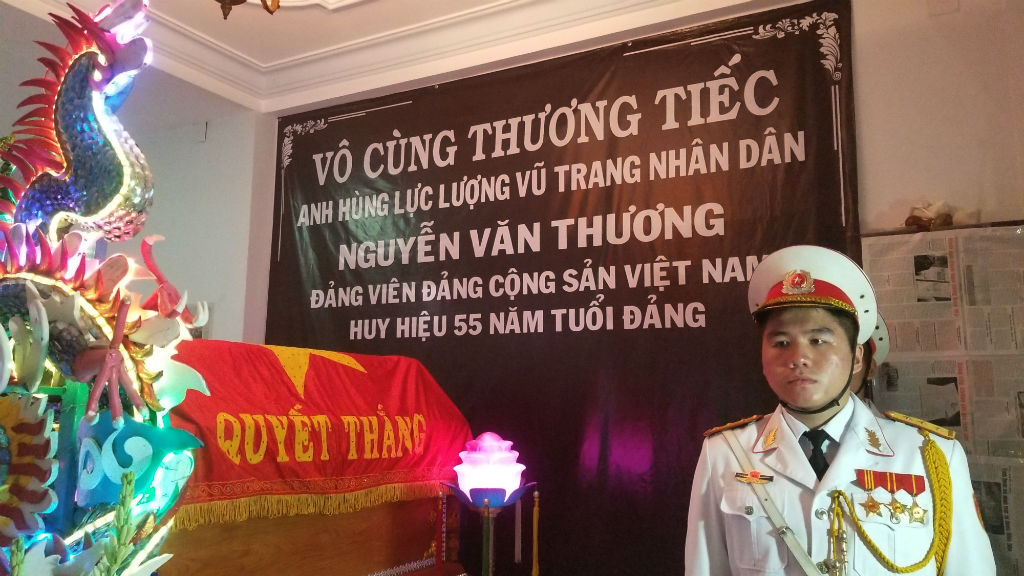 VÔ CÙNG THƯƠNG TIẾC
ANH HÙNG LỰC LƯỢNG VŨ TRANG NHÂN DÂN
NGUYỄN VĂN THƯƠNG
ĐẢNG VIÊN ĐẢNG CỘNG SẢN VIỆT NAM
HUY HIỆU 55 NĂM TUỔI ĐẢNG
QUYẾT THẮNG